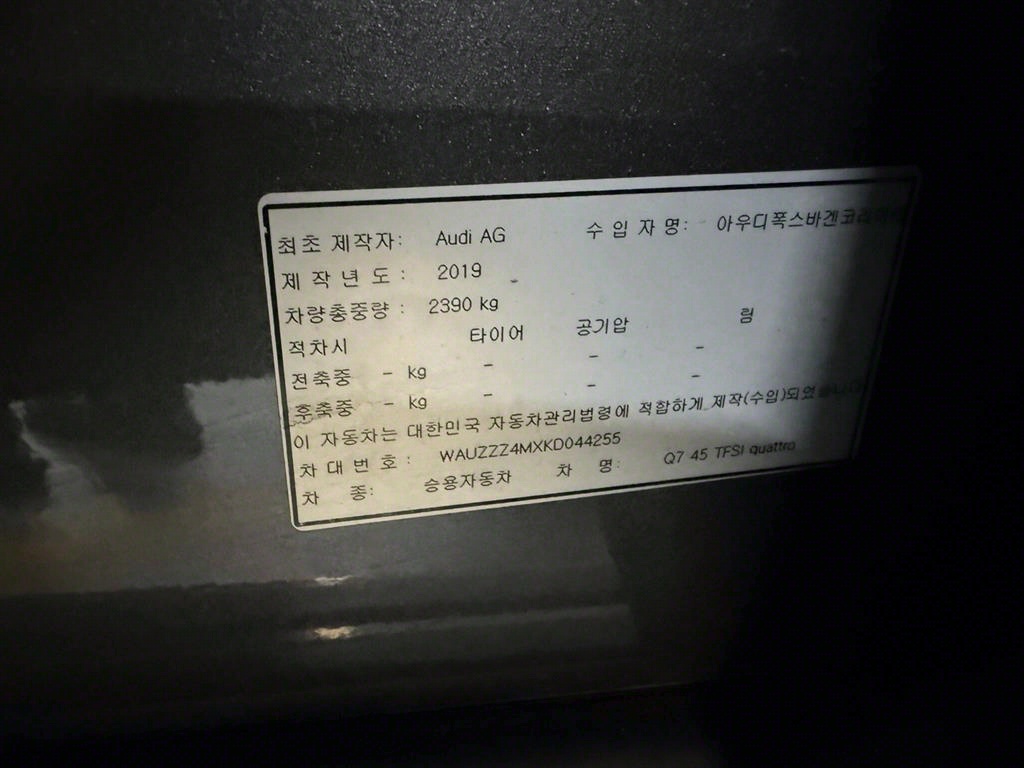 최초 제작자: Audi AG 수 입 자 명: 아우디폭스바겐코리아
제 작 년 도 : 2019
차량총중량 : 2390 kg
적차시 타이어 공기압 림
전축중 - kg - - -
후축중 - kg - - -
이 자동차는 대한민국 자동차관리법령에 적합하게 제작(수입)되었습니다
차 대 번 호 : WAUZZZ4MXKD044255
차 종: 승용자동차 차 명: Q7 45 TFSI quattro